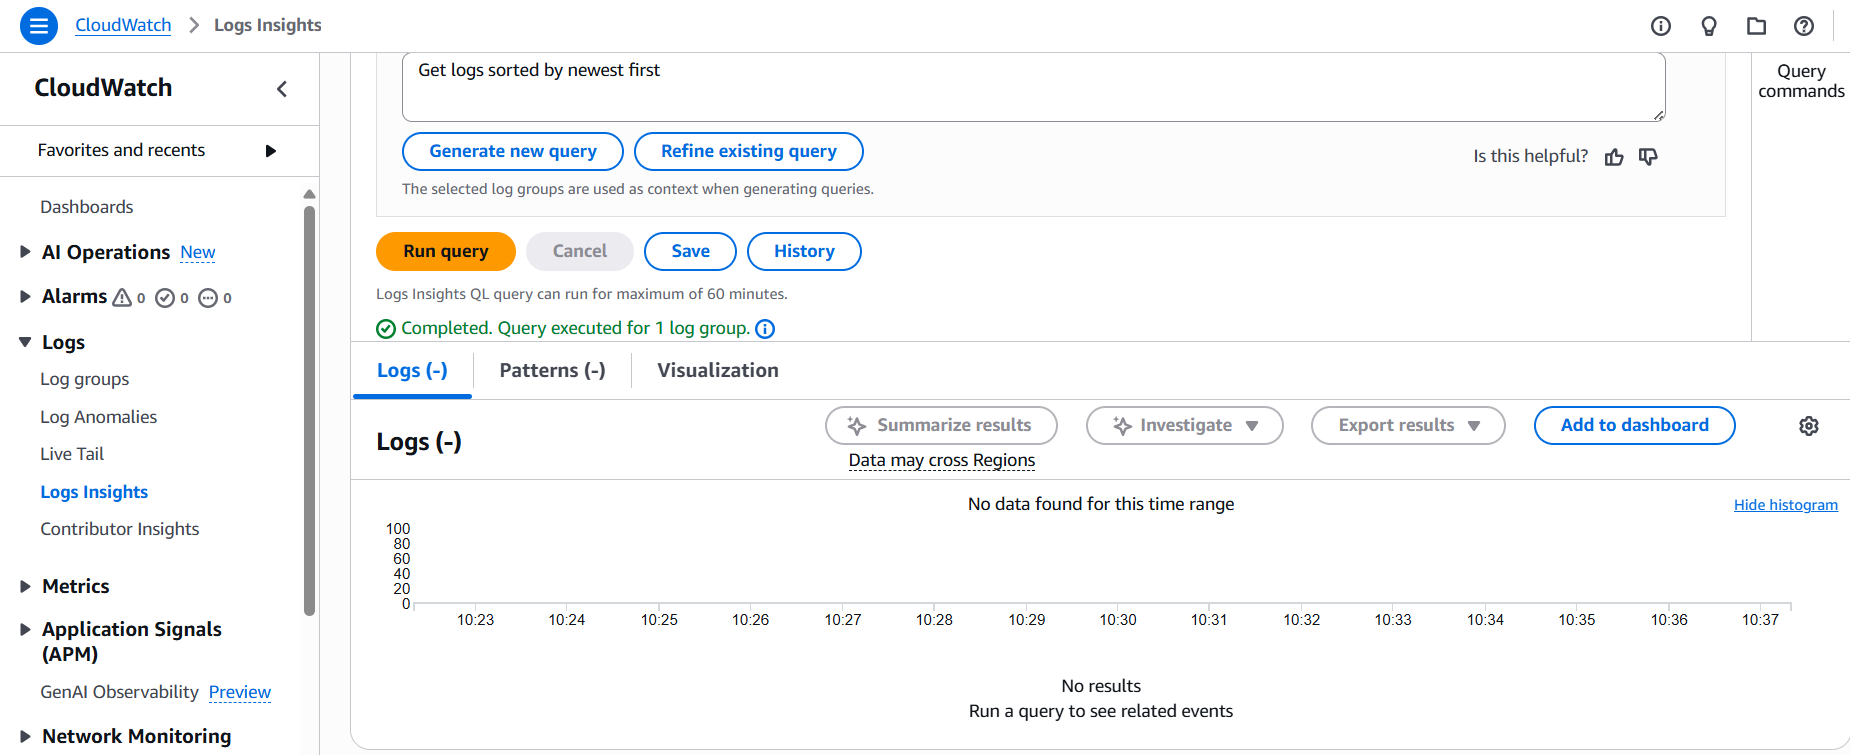 CloudWatch > Logs Insights
CloudWatch
Favorites and recents
Dashboards
AI Operations New
Alarms 0 0 0
Logs
Log groups
Log Anomalies
Live Tail
Logs Insights
Contributor Insights
Metrics
Application Signals
(APM)
GenAI Observability Preview
Network Monitoring
Get logs sorted by newest first
Generate new query Refine existing query
Is this helpful?
The selected log groups are used as context when generating queries.
Run query Cancel Save History
Logs Insights QL query can run for maximum of 60 minutes.
Completed. Query executed for 1 log group.
Query
commands
Logs (-) Patterns (-) Visualization
Logs (-)
Summarize results Investigate Export results Add to dashboard
Data may cross Regions
No data found for this time range
Hide histogram
100
80
60
40
20
0
10:23 10:24 10:25 10:26 10:27 10:28 10:29 10:30 10:31 10:32 10:33 10:34 10:35 10:36 10:37
No results
Run a query to see related events